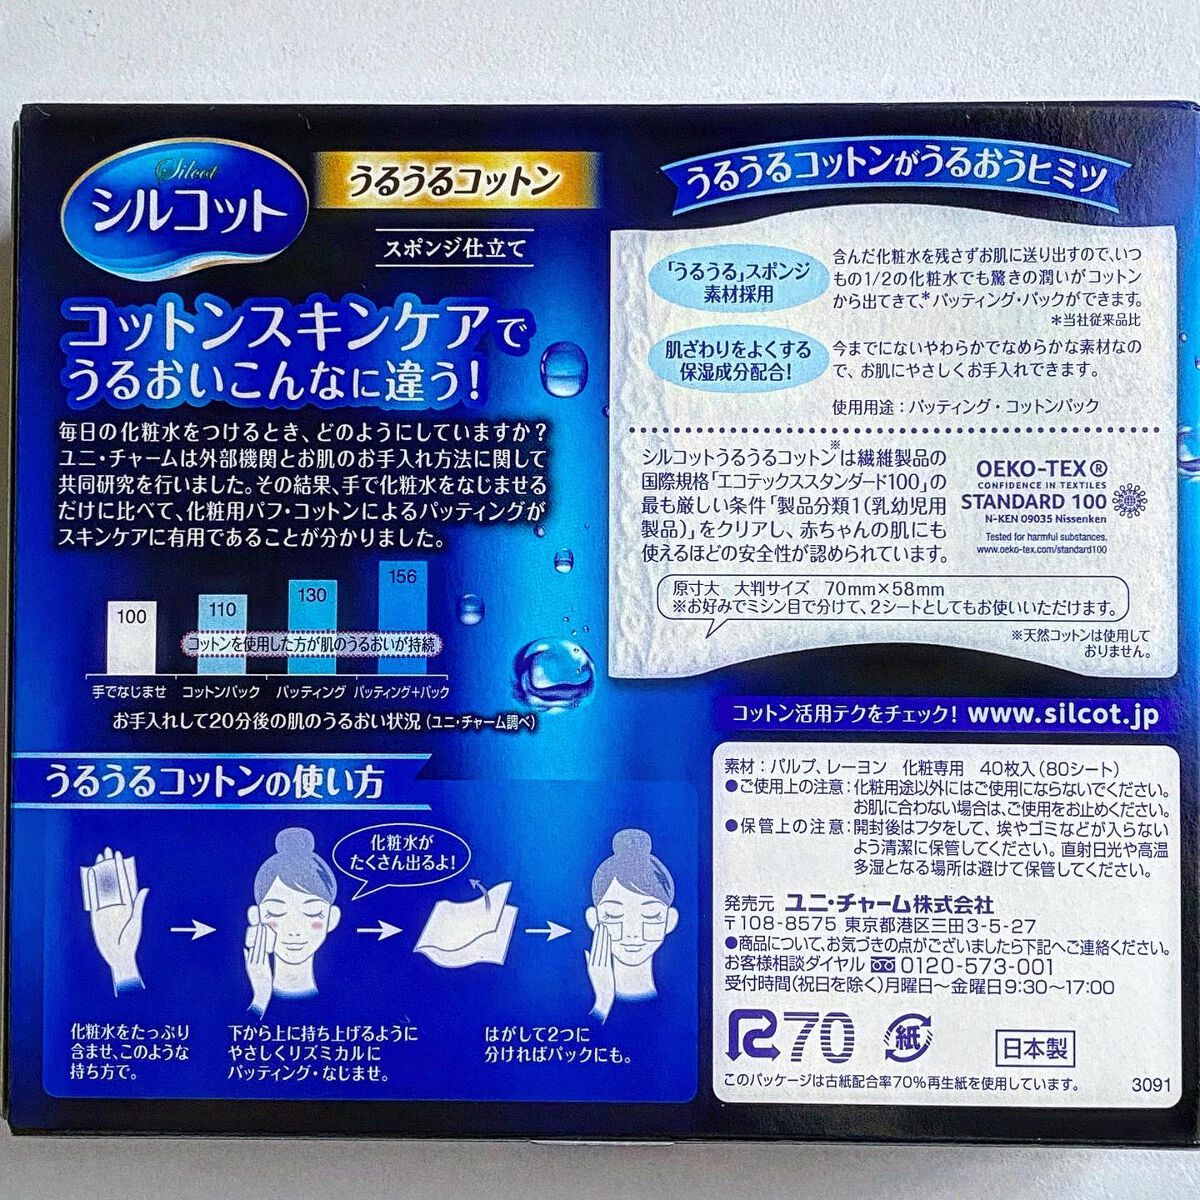 Silcot
シルコット
うるうるコットン
スポンジ仕立て
コットンスキンケアで
うるおいこんなに違う!
毎日の化粧水をつけるとき、どのようにしていますか?
ユニ・チャームは外部機関とお肌のお手入れ方法に関して
共同研究を行いました。その結果、手で化粧水をなじませる
だけに比べて、化粧用パフ・コットンによるパッティングが
スキンケアに有用であることが分かりました。
100
110
130
156
コットンを使用した方が肌のうるおいが持続
手でなじませ コットンパック パッティング パッティング+パック
お手入れして20分後の肌のうるおい状況(ユニ・チャーム調べ)
うるうるコットンの使い方
化粧水が
たくさん出るよ!
化粧水をたっぷり
含ませ、このような
持ち方で。
下から上に持ち上げるように
やさしくリズミカルに
パッティング・なじませ。
はがして2つに
分ければパックにも。
うるうるコットンがうるおうヒミツ
「うるうる」スポンジ
素材採用
含んだ化粧水を残さずお肌に送り出すので、いつ
もの1/2の化粧水でも驚きの潤いがコットン
から出てきて*パッティング・パックができます。
*当社従来品比
肌ざわりをよくする
保湿成分配合!
今までにないやわらかでなめらかな素材なの
で、お肌にやさしくお手入れできます。
使用用途:パッティング・コットンパック
シルコットうるうるコットン※は繊維製品の
国際規格「エコテックススタンダード100」の
最も厳しい条件「製品分類1(乳幼児用
製品)」をクリアし、赤ちゃんの肌にも
使えるほどの安全性が認められています。
OEKO-TEX®
CONFIDENCE IN TEXTILES
STANDARD 100
N-KEN 09035 Nissenken
Tested for harmful substances.
www.oeko-tex.com/standard100
原寸大 大判サイズ 70mm×58mm
※お好みでミシン目で分けて、2シートとしてもお使いいただけます。
※天然コットンは使用して
おりません。
コットン活用テクをチェック! www.silcot.jp
素材:パルプ、レーヨン 化粧専用 40枚入(80シート)
●ご使用上の注意:化粧用途以外にはご使用にならないでください。
お肌に合わない場合は、ご使用をお止めください。
●保管上の注意:開封後はフタをして、埃やゴミなどが入らない
よう清潔に保管してください。直射日光や高温
多湿となる場所は避けて保管してください。
発売元 ユニ・チャーム株式会社
〒108-8575 東京都港区三田3-5-27
●商品について、お気づきの点がございましたら下記へご連絡ください。
お客様相談ダイヤル 0120-573-001
受付時間(祝日を除く)月曜日〜金曜日9:30〜17:00
R70
紙
日本製
このパッケージは古紙配合率70%再生紙を使用しています。
3091